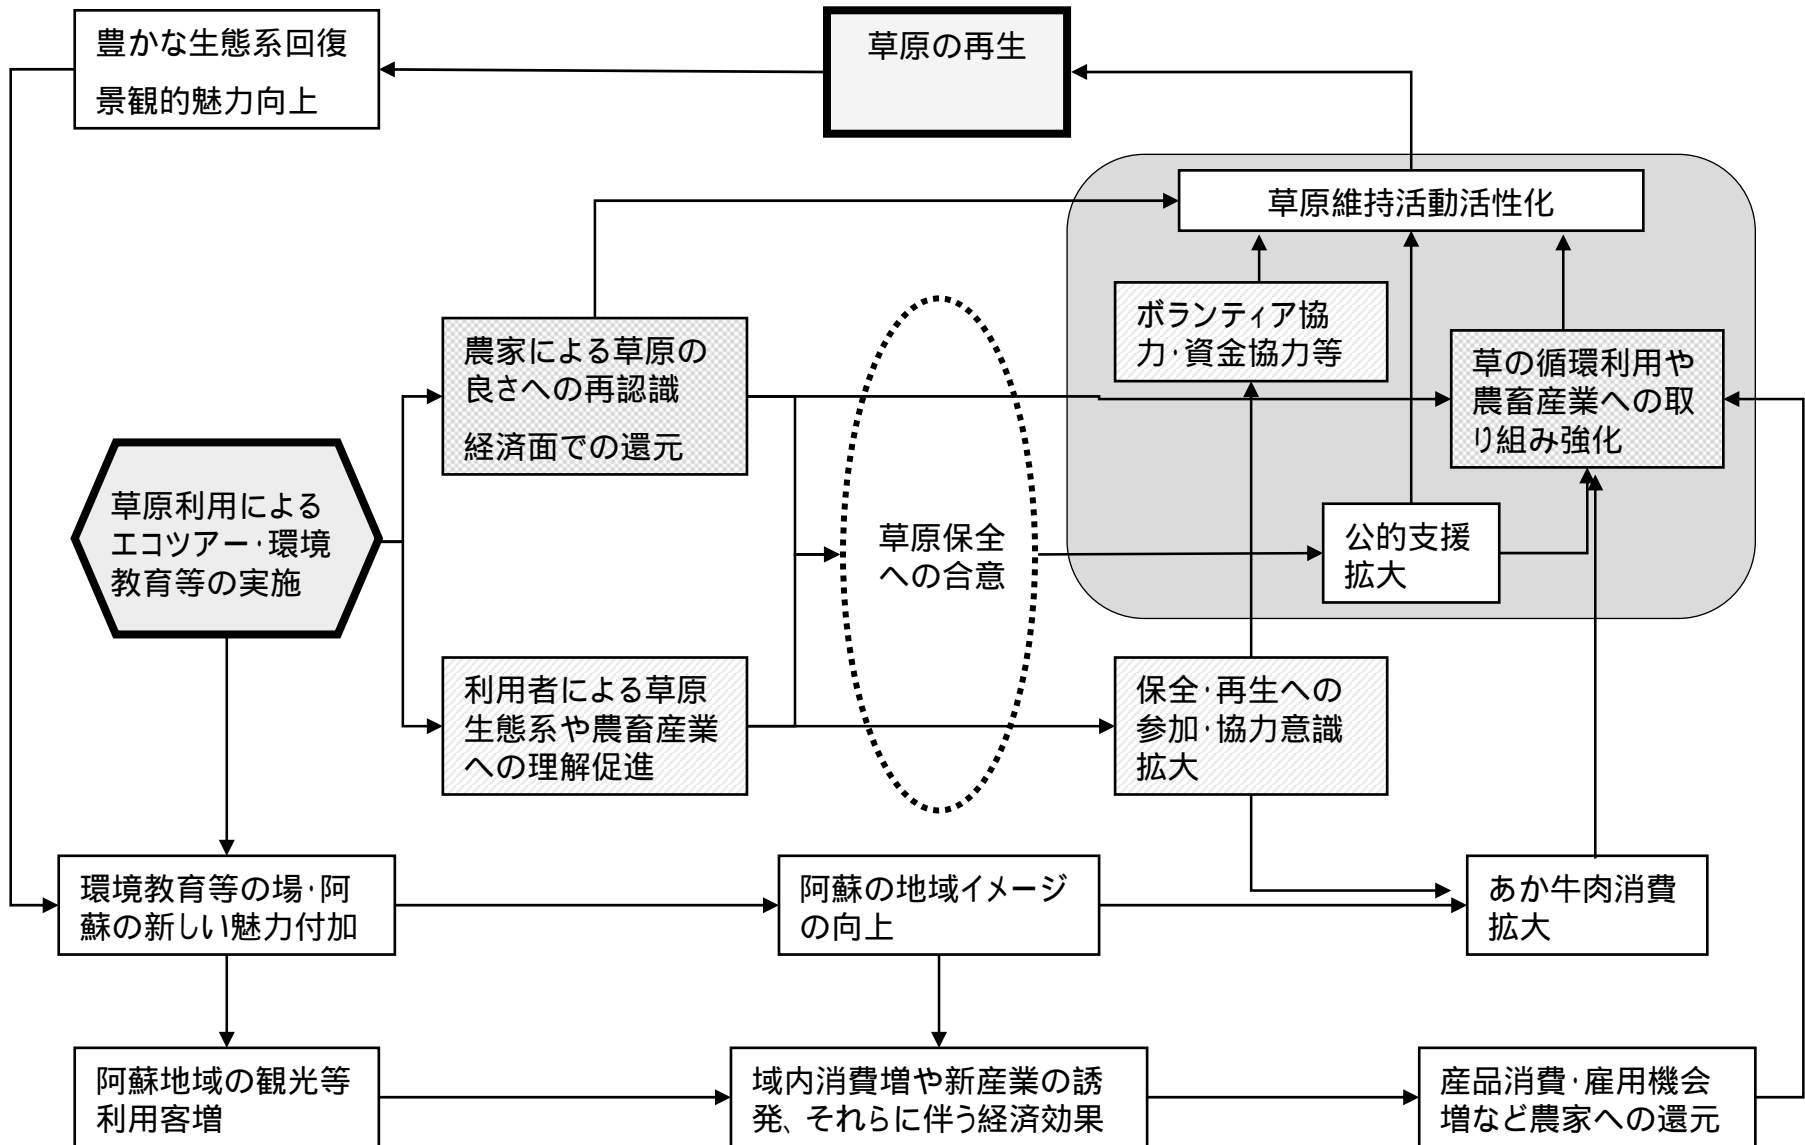 豊かな生態系回復
景観的魅力向上
草原の再生
草原維持活動活性化
ボランティア協
力・資金協力等
農家による草原の
良さへの再認識
経済面での還元
草の循環利用や
農畜産業への取
り組み強化
草原利用による
エコツアー・環境
教育等の実施
草原保全
への合意
公的支援
拡大
利用者による草原
生態系や農畜産業
への理解促進
保全・再生への
参加・協力意識
拡大
環境教育等の場・阿
蘇の新しい魅力付加
阿蘇の地域イメージ
の向上
あか牛肉消費
拡大
阿蘇地域の観光等
利用客増
域内消費増や新産業の誘
発、それらに伴う経済効果
産品消費・雇用機会
増など農家への還元